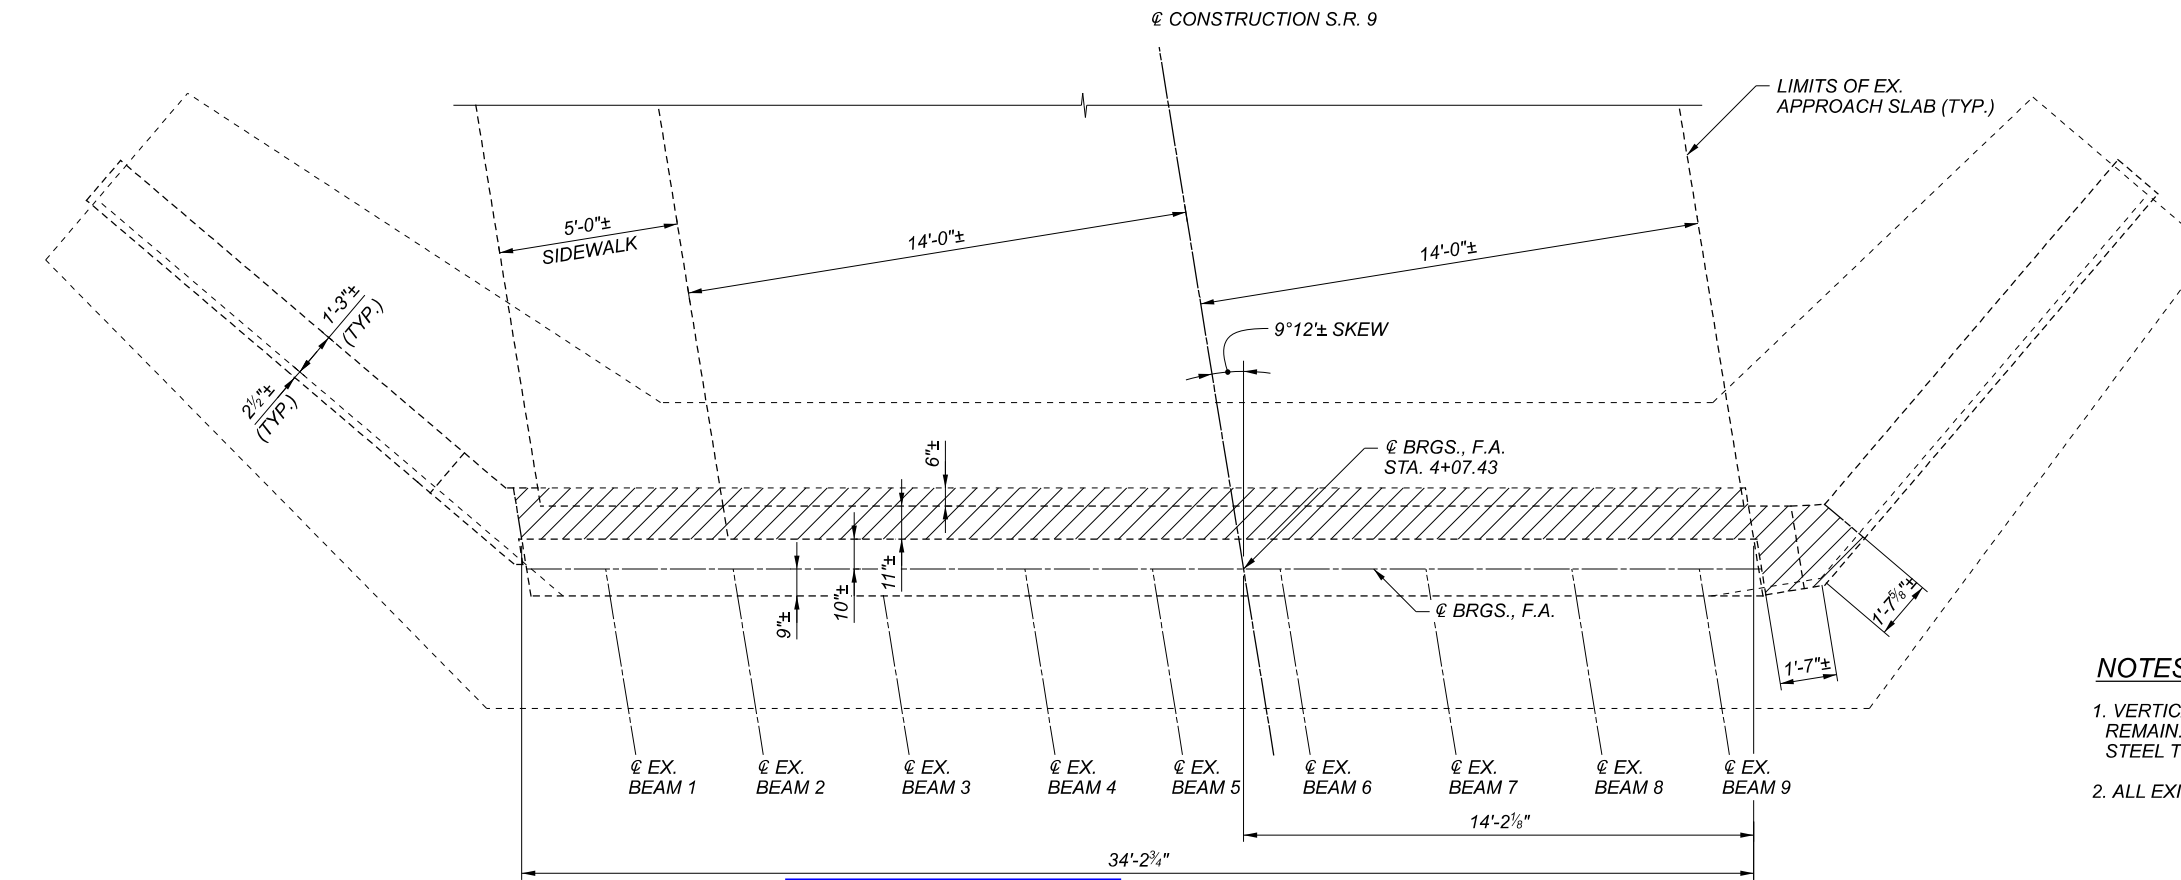 ℄ CONSTRUCTION S.R. 9
LIMITS OF EX.
APPROACH SLAB (TYP.)
5'-0"±
SIDEWALK
14'-0"±
14'-0"±
9°12'± SKEW
1'-3"±
(TYP.)
2½"±
(TYP.)
6"±
℄ BRGS., F.A.
STA. 4+07.43
11"±
10"±
9"±
℄ BRGS., F.A.
1'-7⅝"±
1'-7"±
NOTES
1. VERTIC
REMAIN.
STEEL T
2. ALL EXI
℄ EX.
BEAM 1
℄ EX.
BEAM 2
℄ EX.
BEAM 3
℄ EX.
BEAM 4
℄ EX.
BEAM 5
℄ EX.
BEAM 6
℄ EX.
BEAM 7
℄ EX.
BEAM 8
℄ EX.
BEAM 9
14'-2⅛"
34'-2¾"